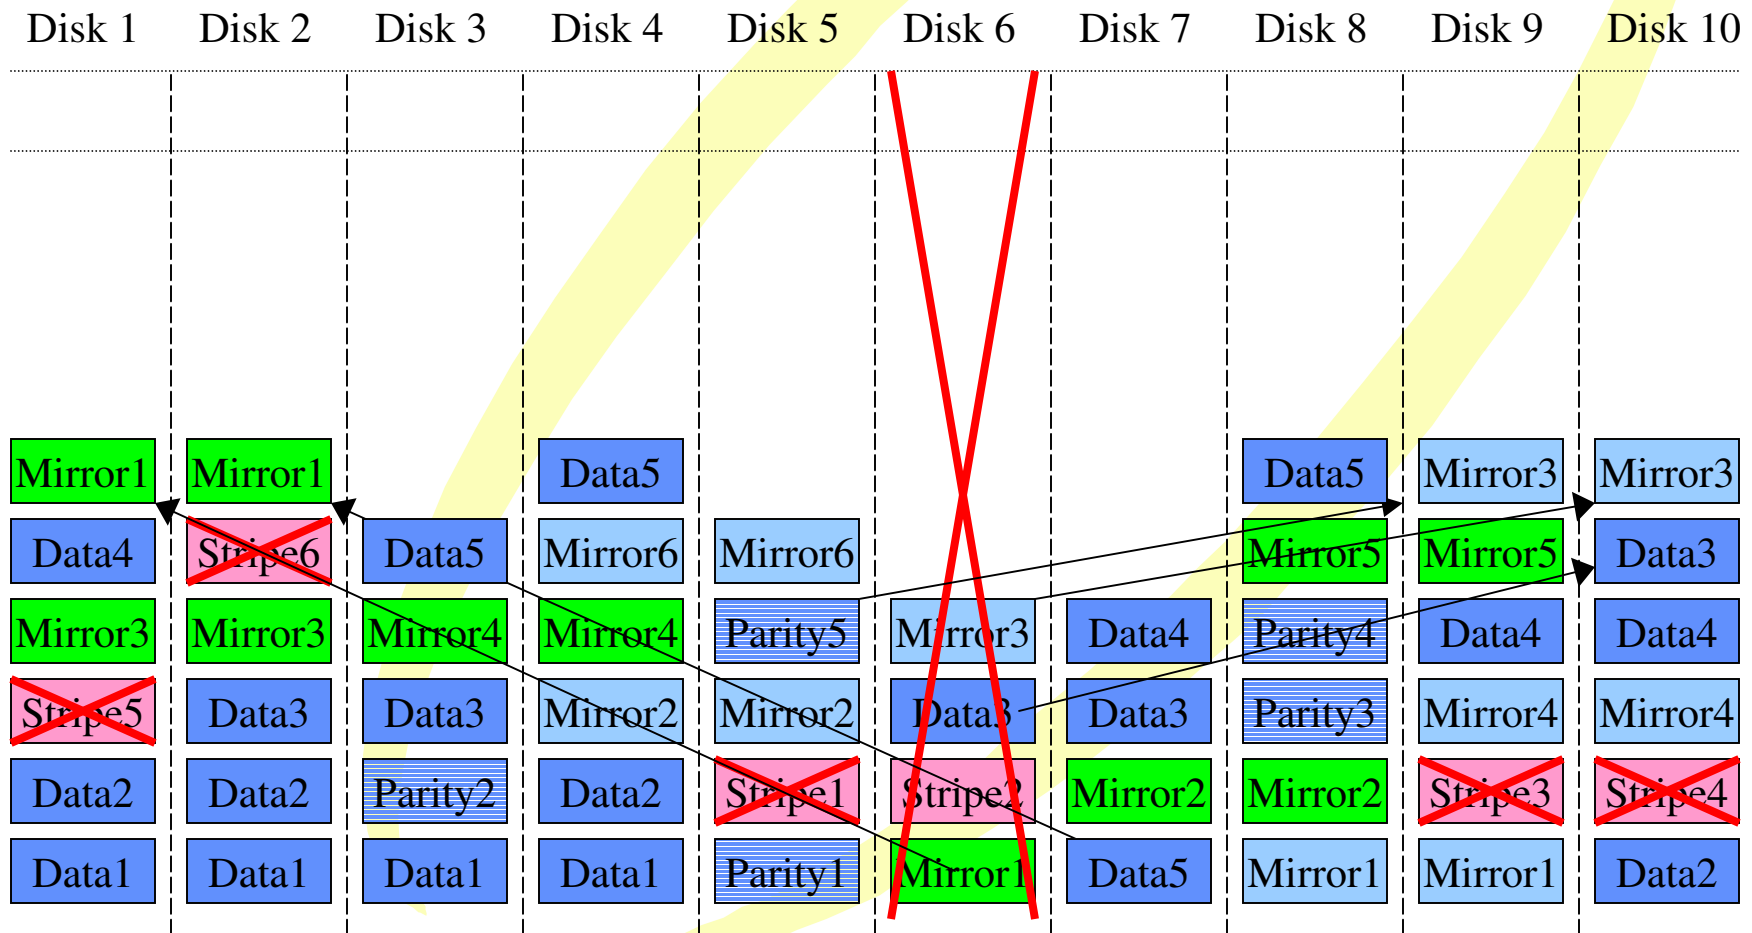 Disk 1 Disk 2 Disk 3 Disk 4 Disk 5 Disk 6 Disk 7 Disk 8 Disk 9 Disk 10
Mirror1 Mirror1 Data5 Data5 Mirror3 Mirror3
Data4 Stripe6 Data5 Mirror6 Mirror6 Mirror5 Mirror5 Data3
Mirror3 Mirror3 Mirror4 Mirror4 Parity5 Mirror3 Data4 Parity4 Data4 Data4
Stripe5 Data3 Data3 Mirror2 Mirror2 Data3 Data3 Parity3 Mirror4 Mirror4
Data2 Data2 Parity2 Data2 Stripe1 Stripe2 Mirror2 Mirror2 Stripe3 Stripe4
Data1 Data1 Data1 Data1 Parity1 Mirror1 Data5 Mirror1 Mirror1 Data2